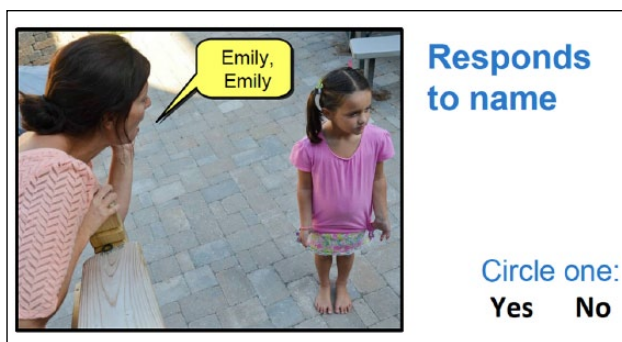 Emily,
Emily
Responds
to name
Circle one:
Yes No